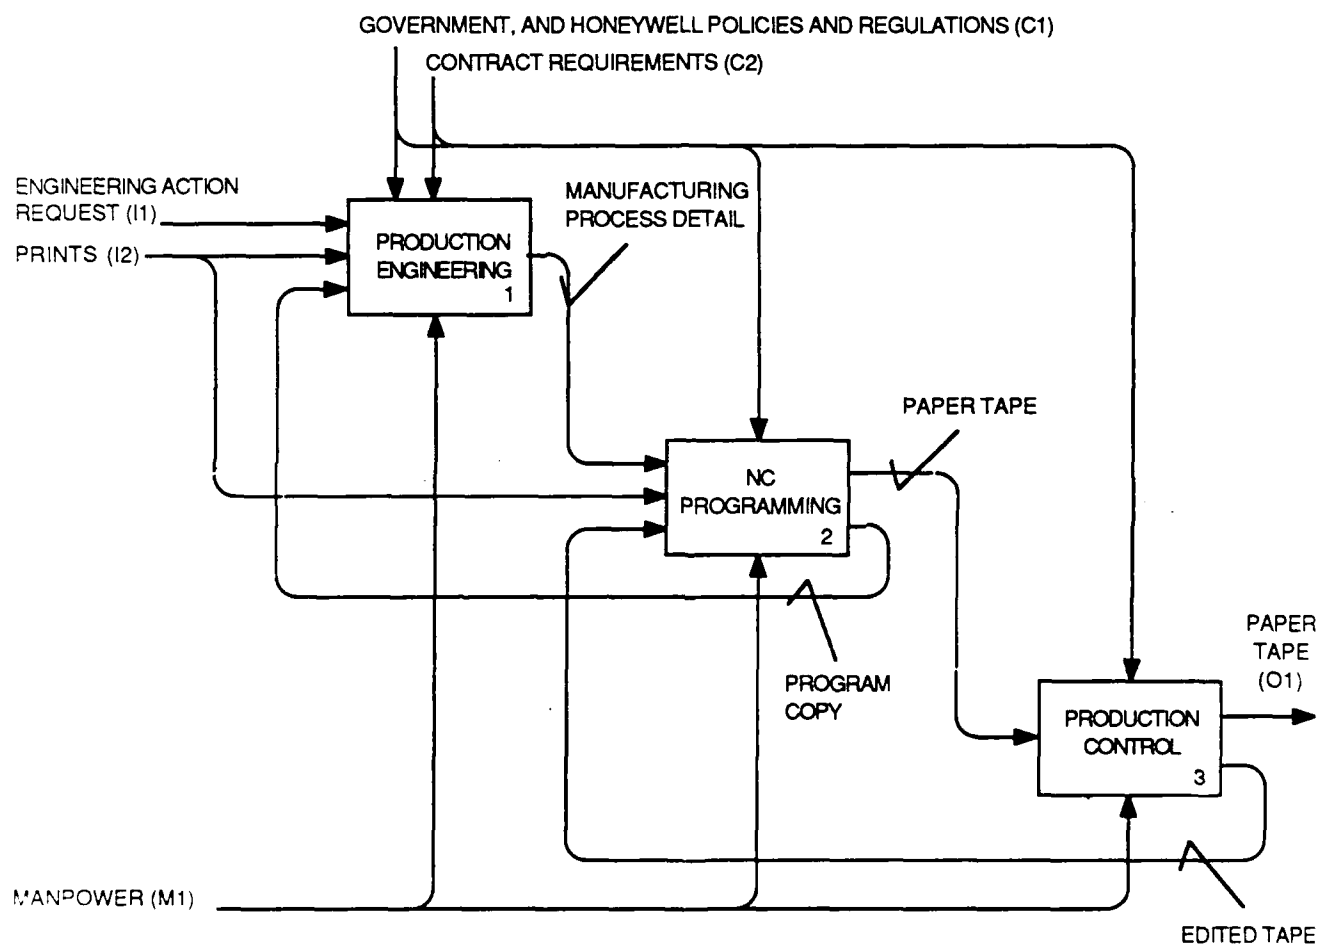 GOVERNMENT, AND HONEYWELL POLICIES AND REGULATIONS (C1)
CONTRACT REQUIREMENTS (C2)
ENGINEERING ACTION
REQUEST (I1)
PRINTS (I2)
PRODUCTION
ENGINEERING
1
MANUFACTURING
PROCESS DETAIL
PAPER TAPE
NC
PROGRAMMING
2
PROGRAM
COPY
PAPER
TAPE
(O1)
PRODUCTION
CONTROL
3
MANPOWER (M1)
EDITED TAPE